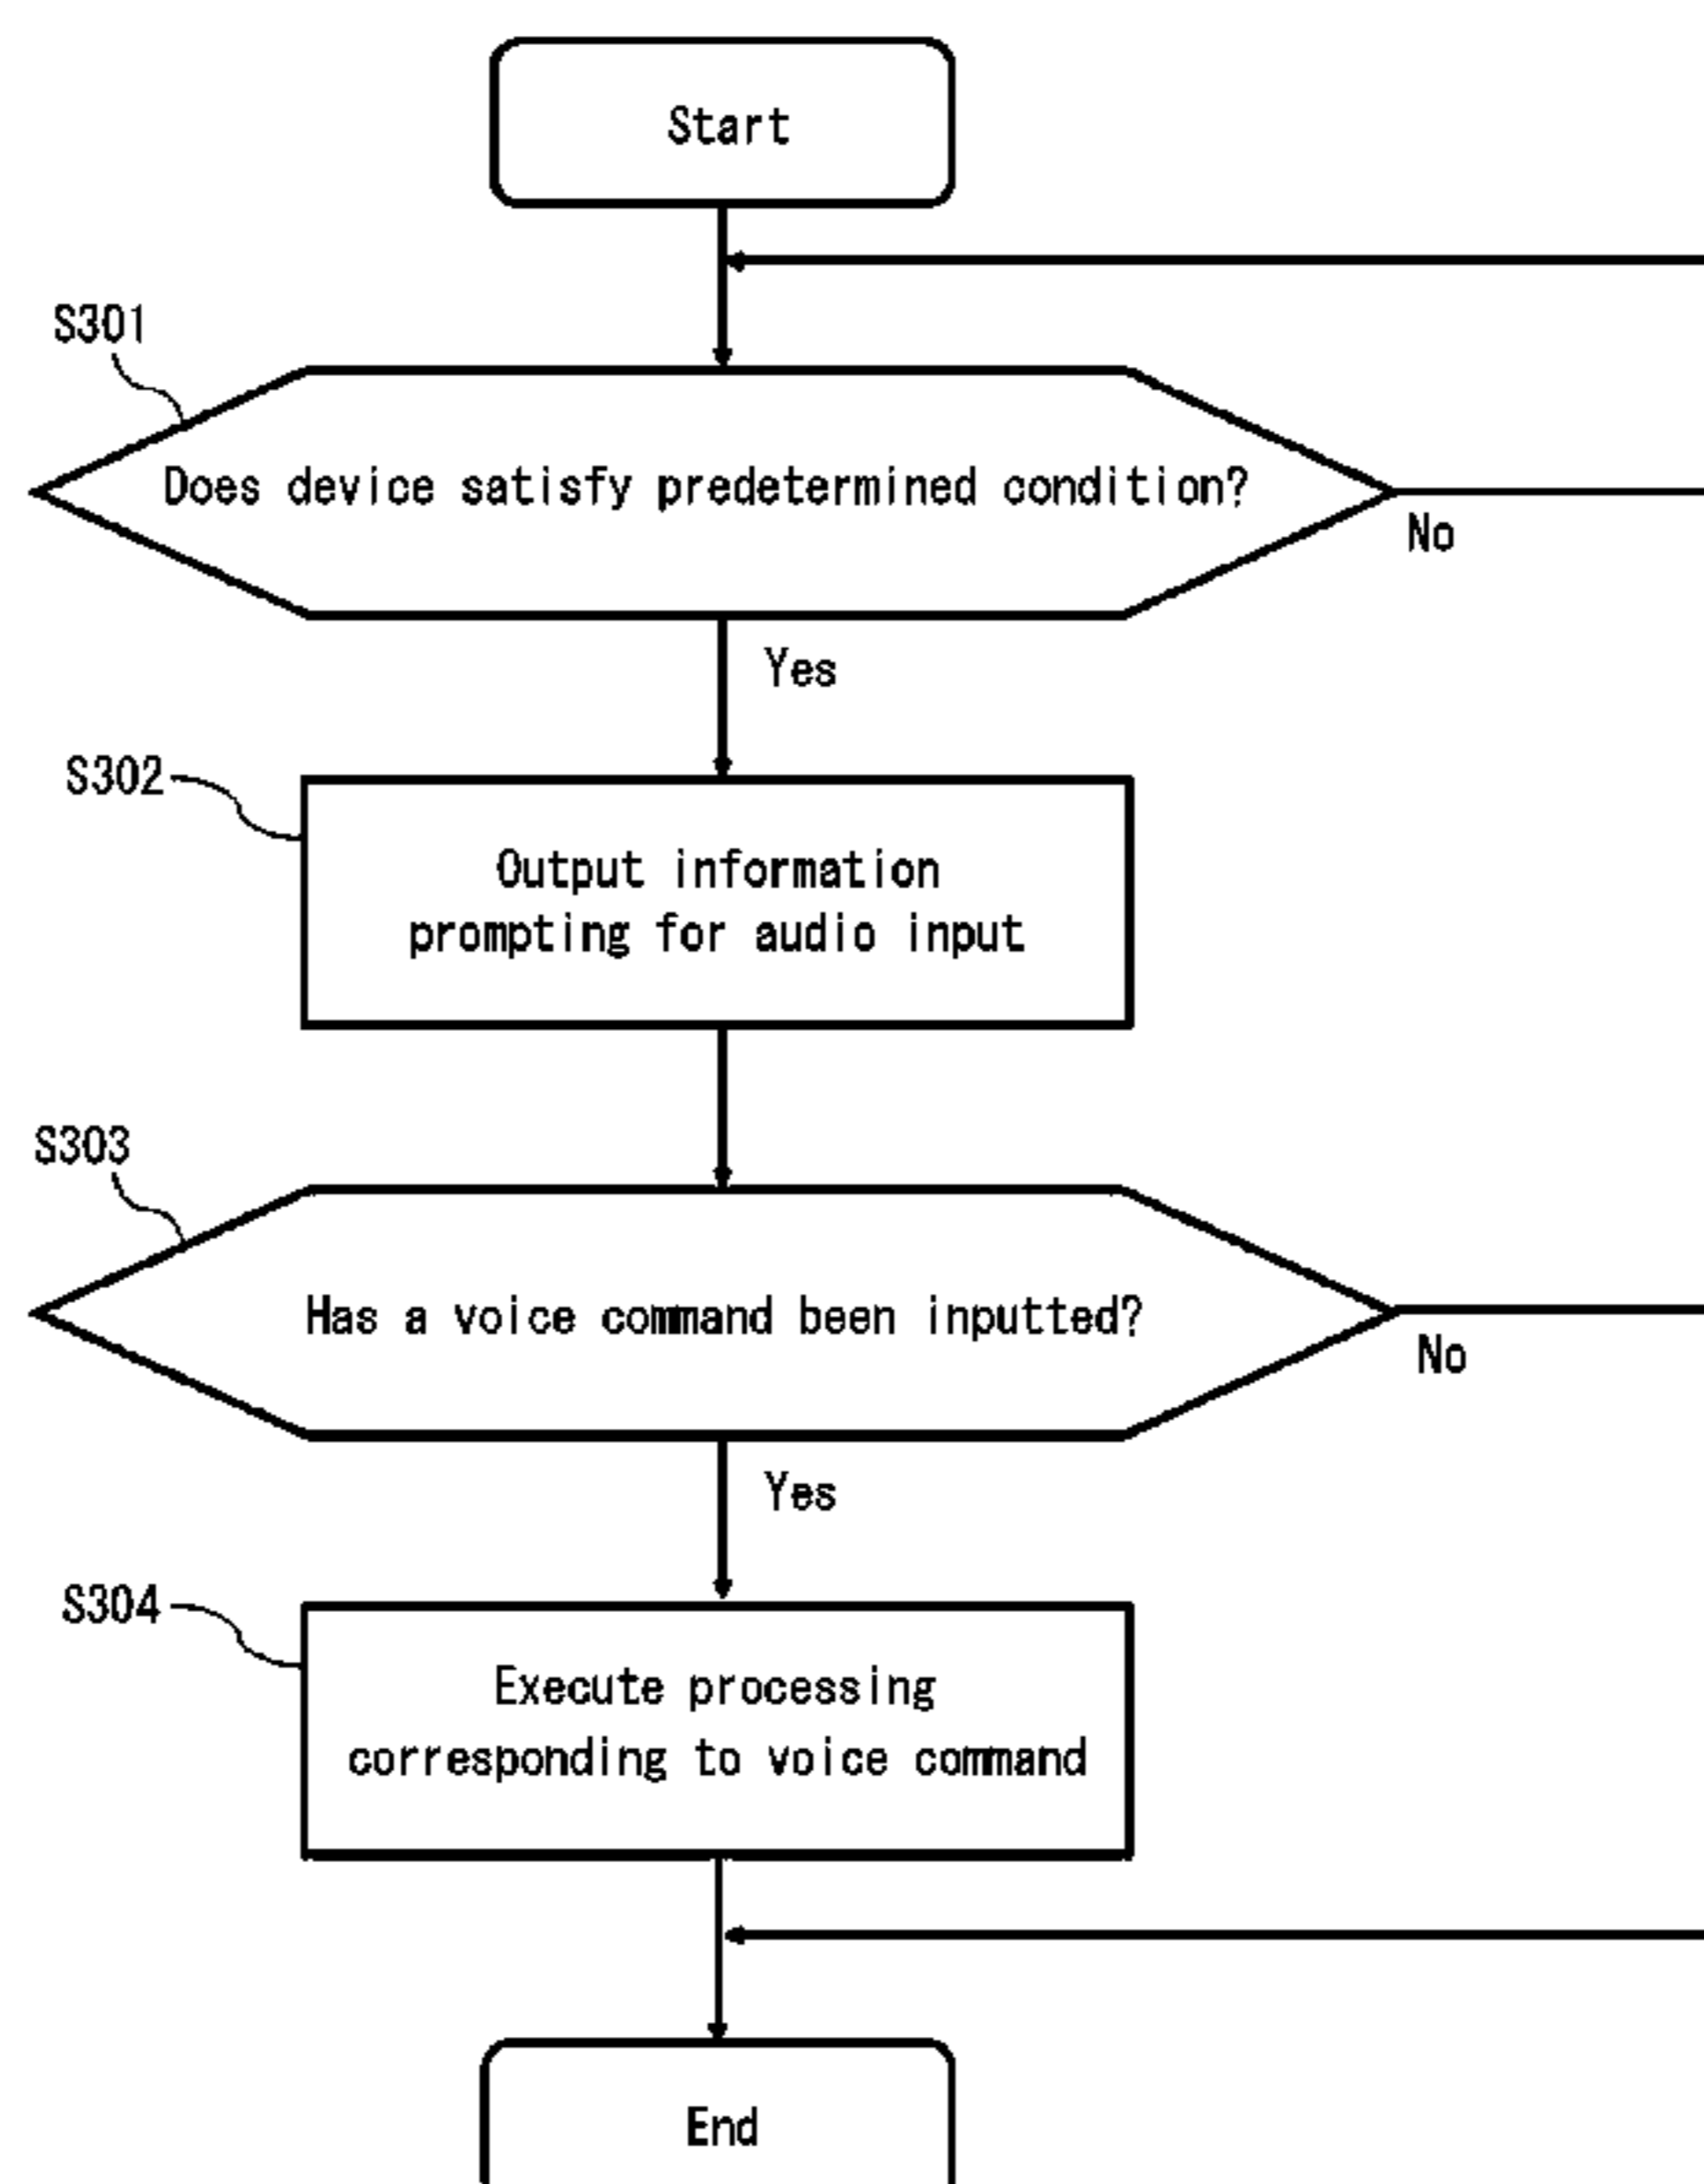 Start
S301
Does device satisfy predetermined condition?
No
Yes
S302
Output information
prompting for audio input
S303
Has a voice command been inputted?
No
Yes
S304
Execute processing
corresponding to voice command
End